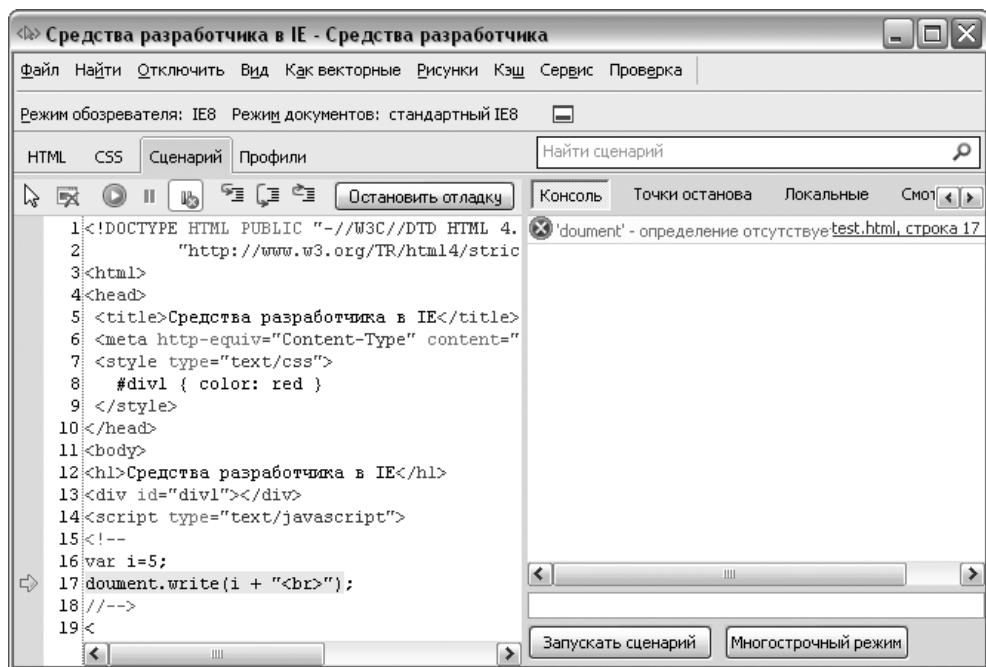 Средства разработчика в IE - Средства разработчика
Файл Найти Отключить Вид Как векторные Рисунки Кэш Сервис Проверка
Режим обозревателя: IE8 Режим документов: стандартный IE8
HTML CSS Сценарий Профили
Найти сценарий
Остановить отладку
Консоль Точки останова Локальные Смот
1 <!DOCTYPE HTML PUBLIC "-//W3C//DTD HTML 4.
2 "http://www.w3.org/TR/html4/stric
3 <html>
4 <head>
5 <title>Средства разработчика в IE</title>
6 <meta http-equiv="Content-Type" content="
7 <style type="text/css">
8 #div1 { color: red }
9 </style>
10 </head>
11 <body>
12 <h1>Средства разработчика в IE</h1>
13 <div id="div1"></div>
14 <script type="text/javascript">
15 <!--
16 var i=5;
17 doument.write(i + "<br>");
18 //-->
19 <
'doument' - определение отсутствуе test.html, строка 17
Запускать сценарий Многострочный режим